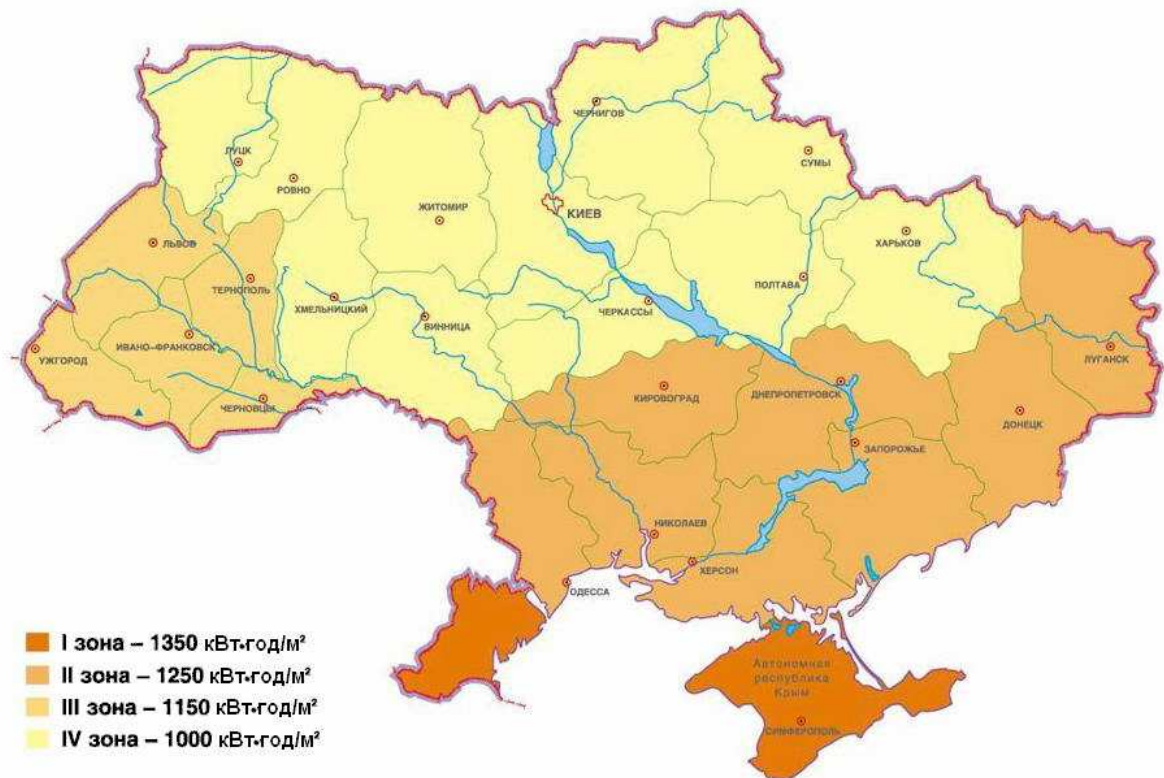 ЧЕРНИГОВ
ЛУЦК
СУМЫ
РОВНО
ЖИТОМИР
КИЕВ
ХАРЬКОВ
ЛЬВОВ
ТЕРНОПОЛЬ
ПОЛТАВА
ХМЕЛЬНИЦКИЙ
ЧЕРКАССЫ
ВИННИЦА
ИВАНО-ФРАНКОВСК
УЖГОРОД
ЛУГАНСК
КИРОВОГРАД
ДНЕПРОПЕТРОВСК
ЧЕРНОВЦЫ
ДОНЕЦК
ЗАПОРОЖЬЕ
НИКОЛАЕВ
ХЕРСОН
ОДЕССА
I зона – 1350 кВт•год/м²
II зона – 1250 кВт•год/м²
III зона – 1150 кВт•год/м²
IV зона – 1000 кВт•год/м²
Автономная
республика
Крым
СИМФЕРОПОЛЬ